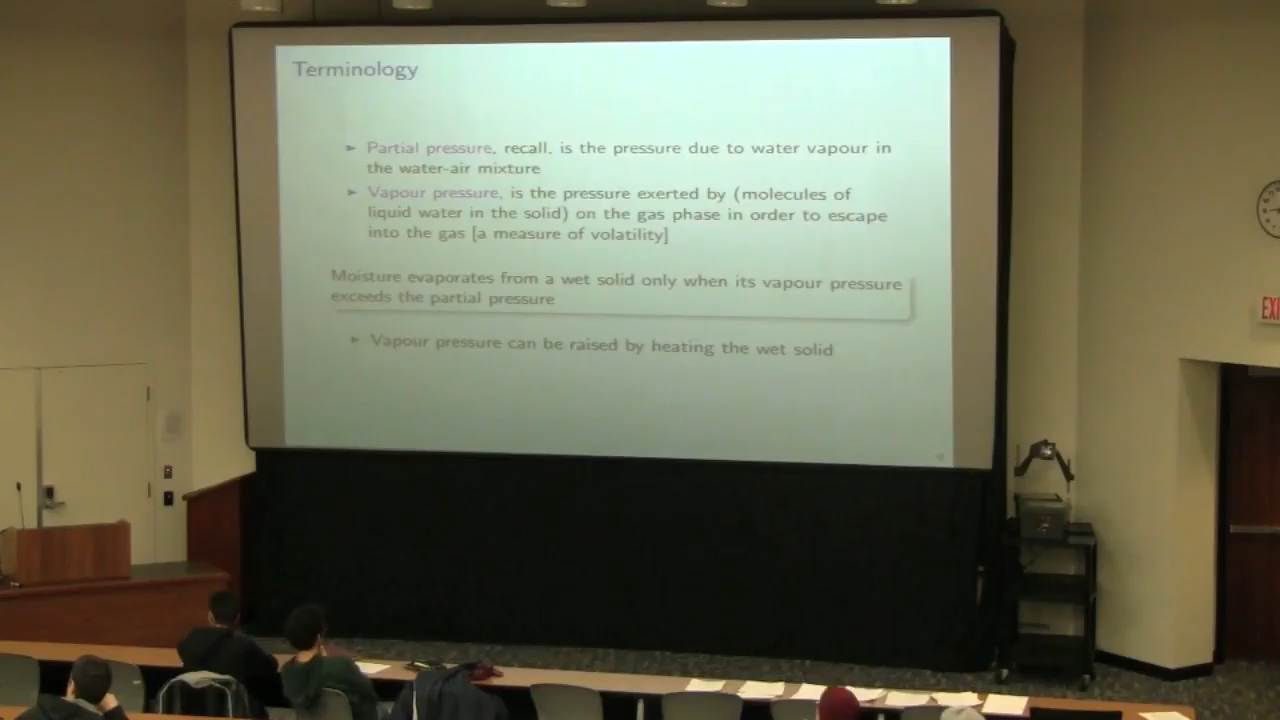 Terminology
► Partial pressure, recall, is the pressure due to water vapour in
the water-air mixture
► Vapour pressure, is the pressure exerted by (molecules of
liquid water in the solid) on the gas phase in order to escape
into the gas [a measure of volatility]
Moisture evaporates from a wet solid only when its vapour pressure
exceeds the partial pressure
► Vapour pressure can be raised by heating the wet solid
EXI